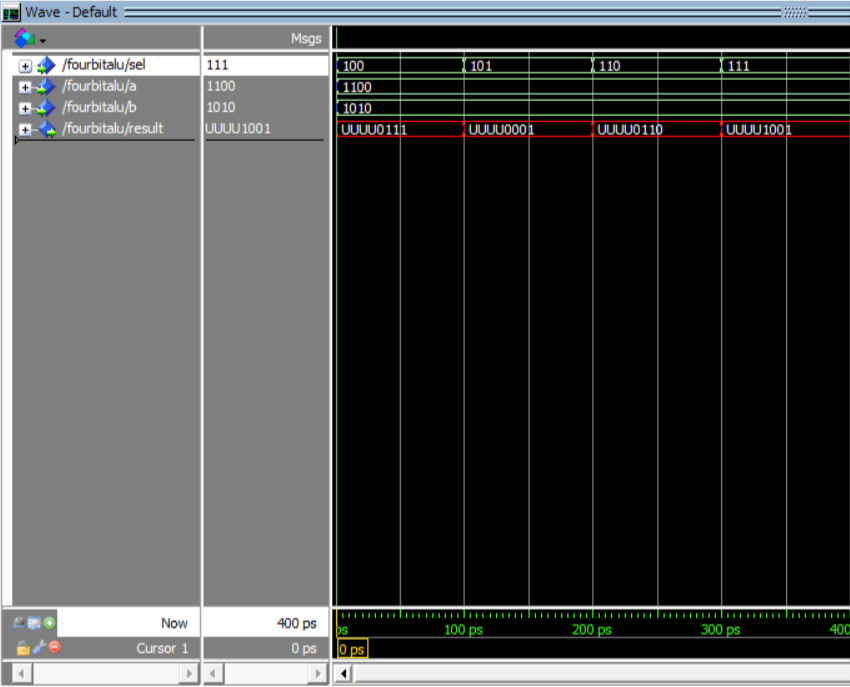 Wave - Default
Msgs
/fourbitalu/sel 111 100 101 110 111
/fourbitalu/a 1100 1100
/fourbitalu/b 1010 1010
/fourbitalu/result UUUU1001 UUUU0111 UUUU0001 UUUU0110 UUUU1001
Now 400 ps ps 100 ps 200 ps 300 ps 400
Cursor 1 0 ps 0 ps